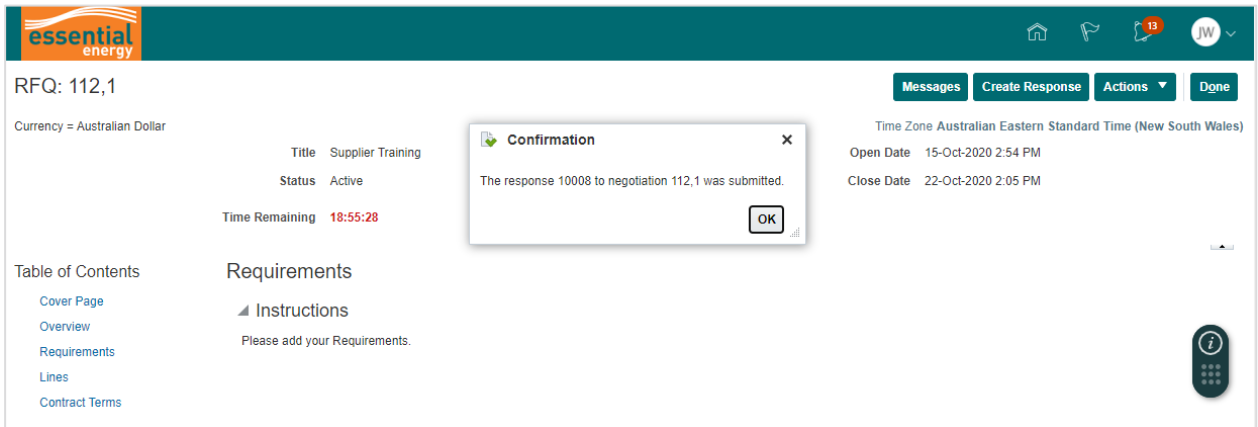 essential
energy
13
JW
RFQ: 112,1
Messages
Create Response
Actions
Done
Currency = Australian Dollar
Time Zone Australian Eastern Standard Time (New South Wales)
Title Supplier Training
Status Active
Time Remaining 18:55:28
Confirmation
The response 10008 to negotiation 112,1 was submitted.
OK
Open Date 15-Oct-2020 2:54 PM
Close Date 22-Oct-2020 2:05 PM
Table of Contents
Cover Page
Overview
Requirements
Lines
Contract Terms
Requirements
Instructions
Please add your Requirements.